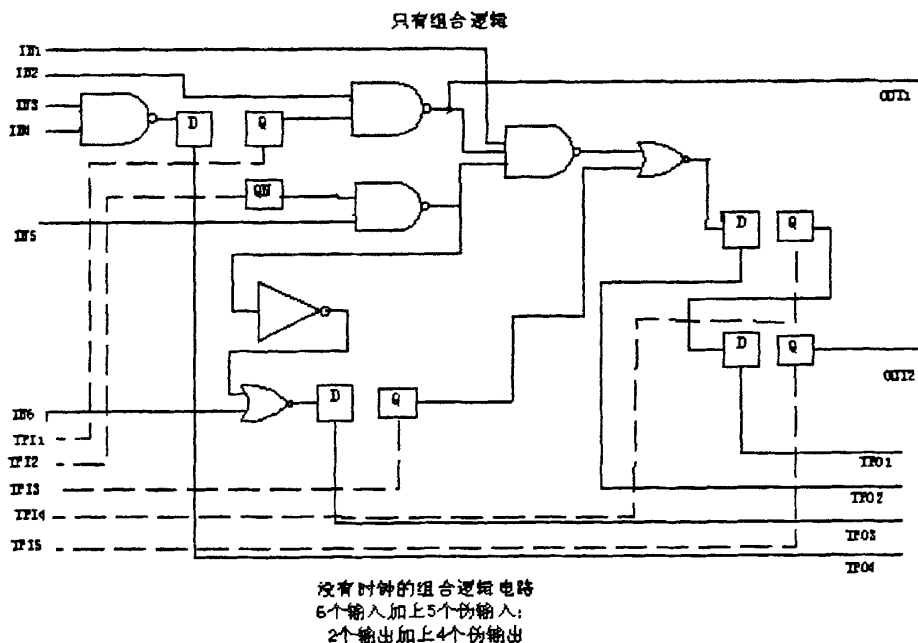 只有组合逻辑
IN1
IN2
OUT1
IN3
D
Q
IN4
QN
IN5
D
Q
D
Q
OUT2
D
Q
IN6
TPI1
TPI2
TPO1
TPI3
TPO2
TPI4
TPO3
TPI5
TPO4
没有时钟的组合逻辑电路
6个输入加上5个伪输入;
2个输出加上4个伪输出